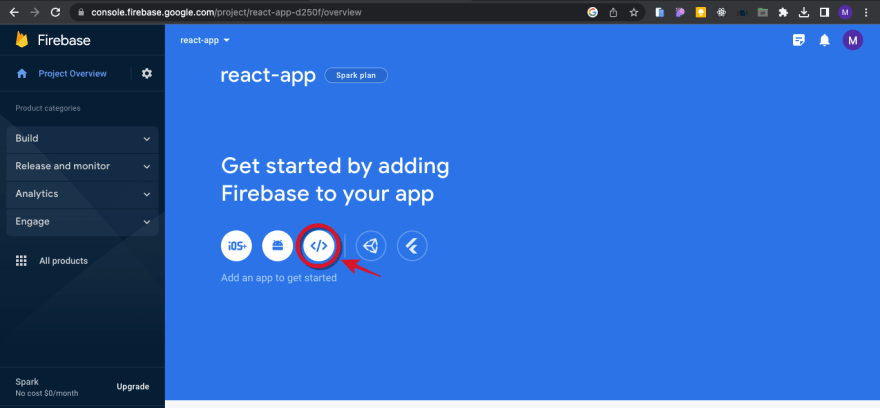 console.firebase.google.com/project/react-app-d250f/overview
M
Firebase
react-app
M
Project Overview
react-app
Spark plan
Product categories
Build
Release and monitor
Analytics
Engage
Get started by adding
Firebase to your app
iOS+
</>
Add an app to get started
All products
Spark
No cost $0/month
Upgrade